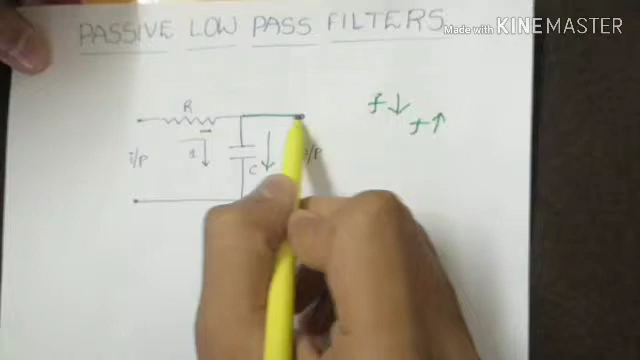 PASSIVE LOW PASS FILTERS
Made with KINEMASTER
R
f↓
f↑
i/p
C
/P